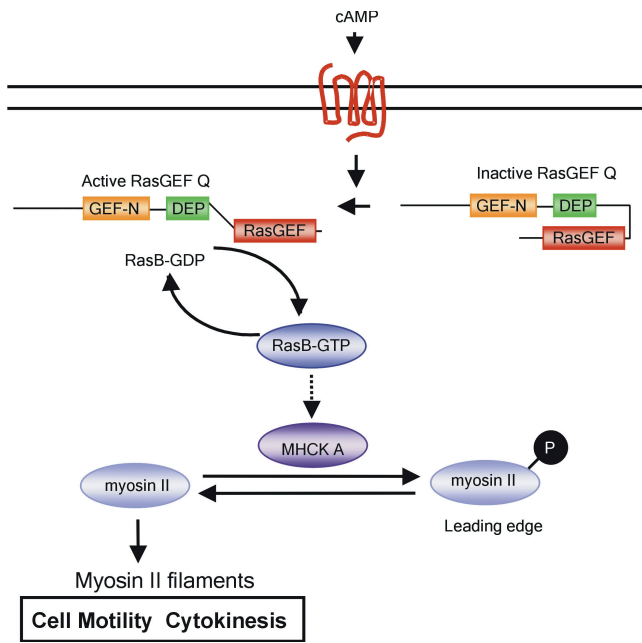 cAMP
Active RasGEF Q
Inactive RasGEF Q
GEF-N DEP
RasGEF
GEF-N DEP
RasGEF
RasB-GDP
RasB-GTP
MHCK A
myosin II
myosin II
P
Leading edge
Myosin II filaments
Cell Motility Cytokinesis